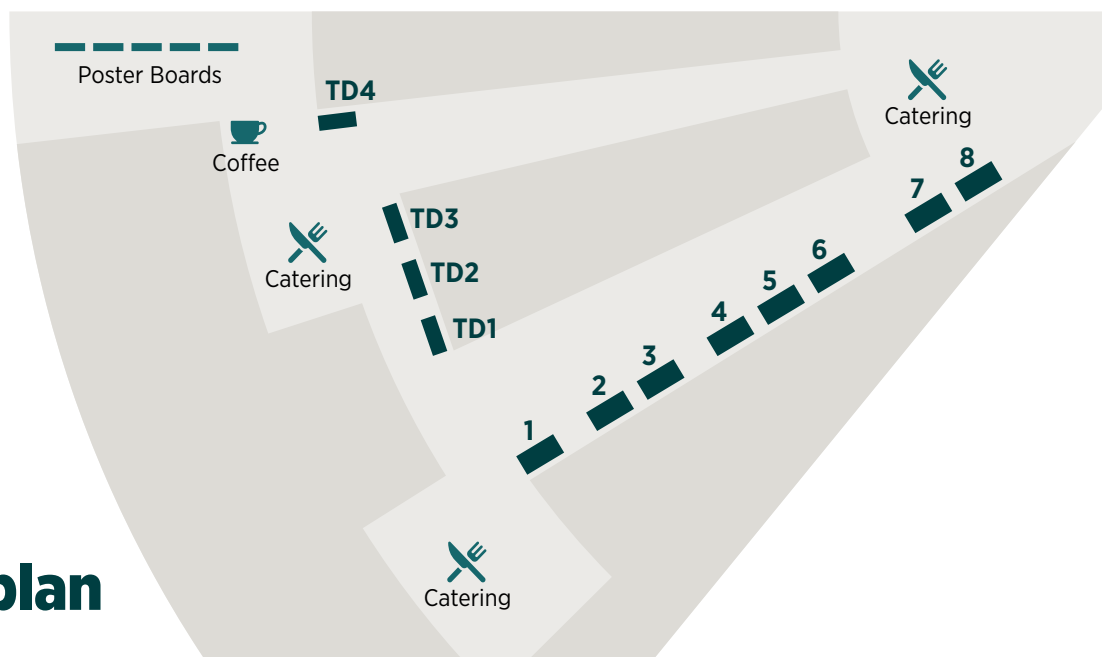 Poster Boards
TD4
Catering
Coffee
8
7
TD3
TD2
Catering
6
5
TD1
4
3
2
1
plan
Catering